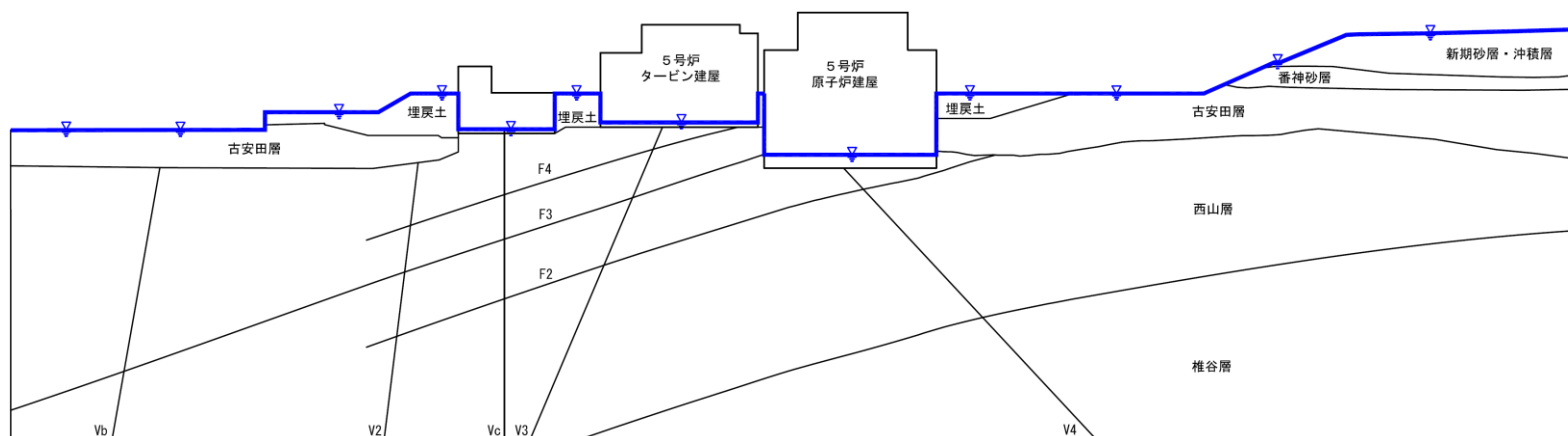 5号炉
タービン建屋
5号炉
原子炉建屋
新期砂層・沖積層
番神砂層
埋戻土
埋戻土
埋戻土
古安田層
古安田層
F4
F3
西山層
F2
椎谷層
Vb
V2
Vc
V3
V4